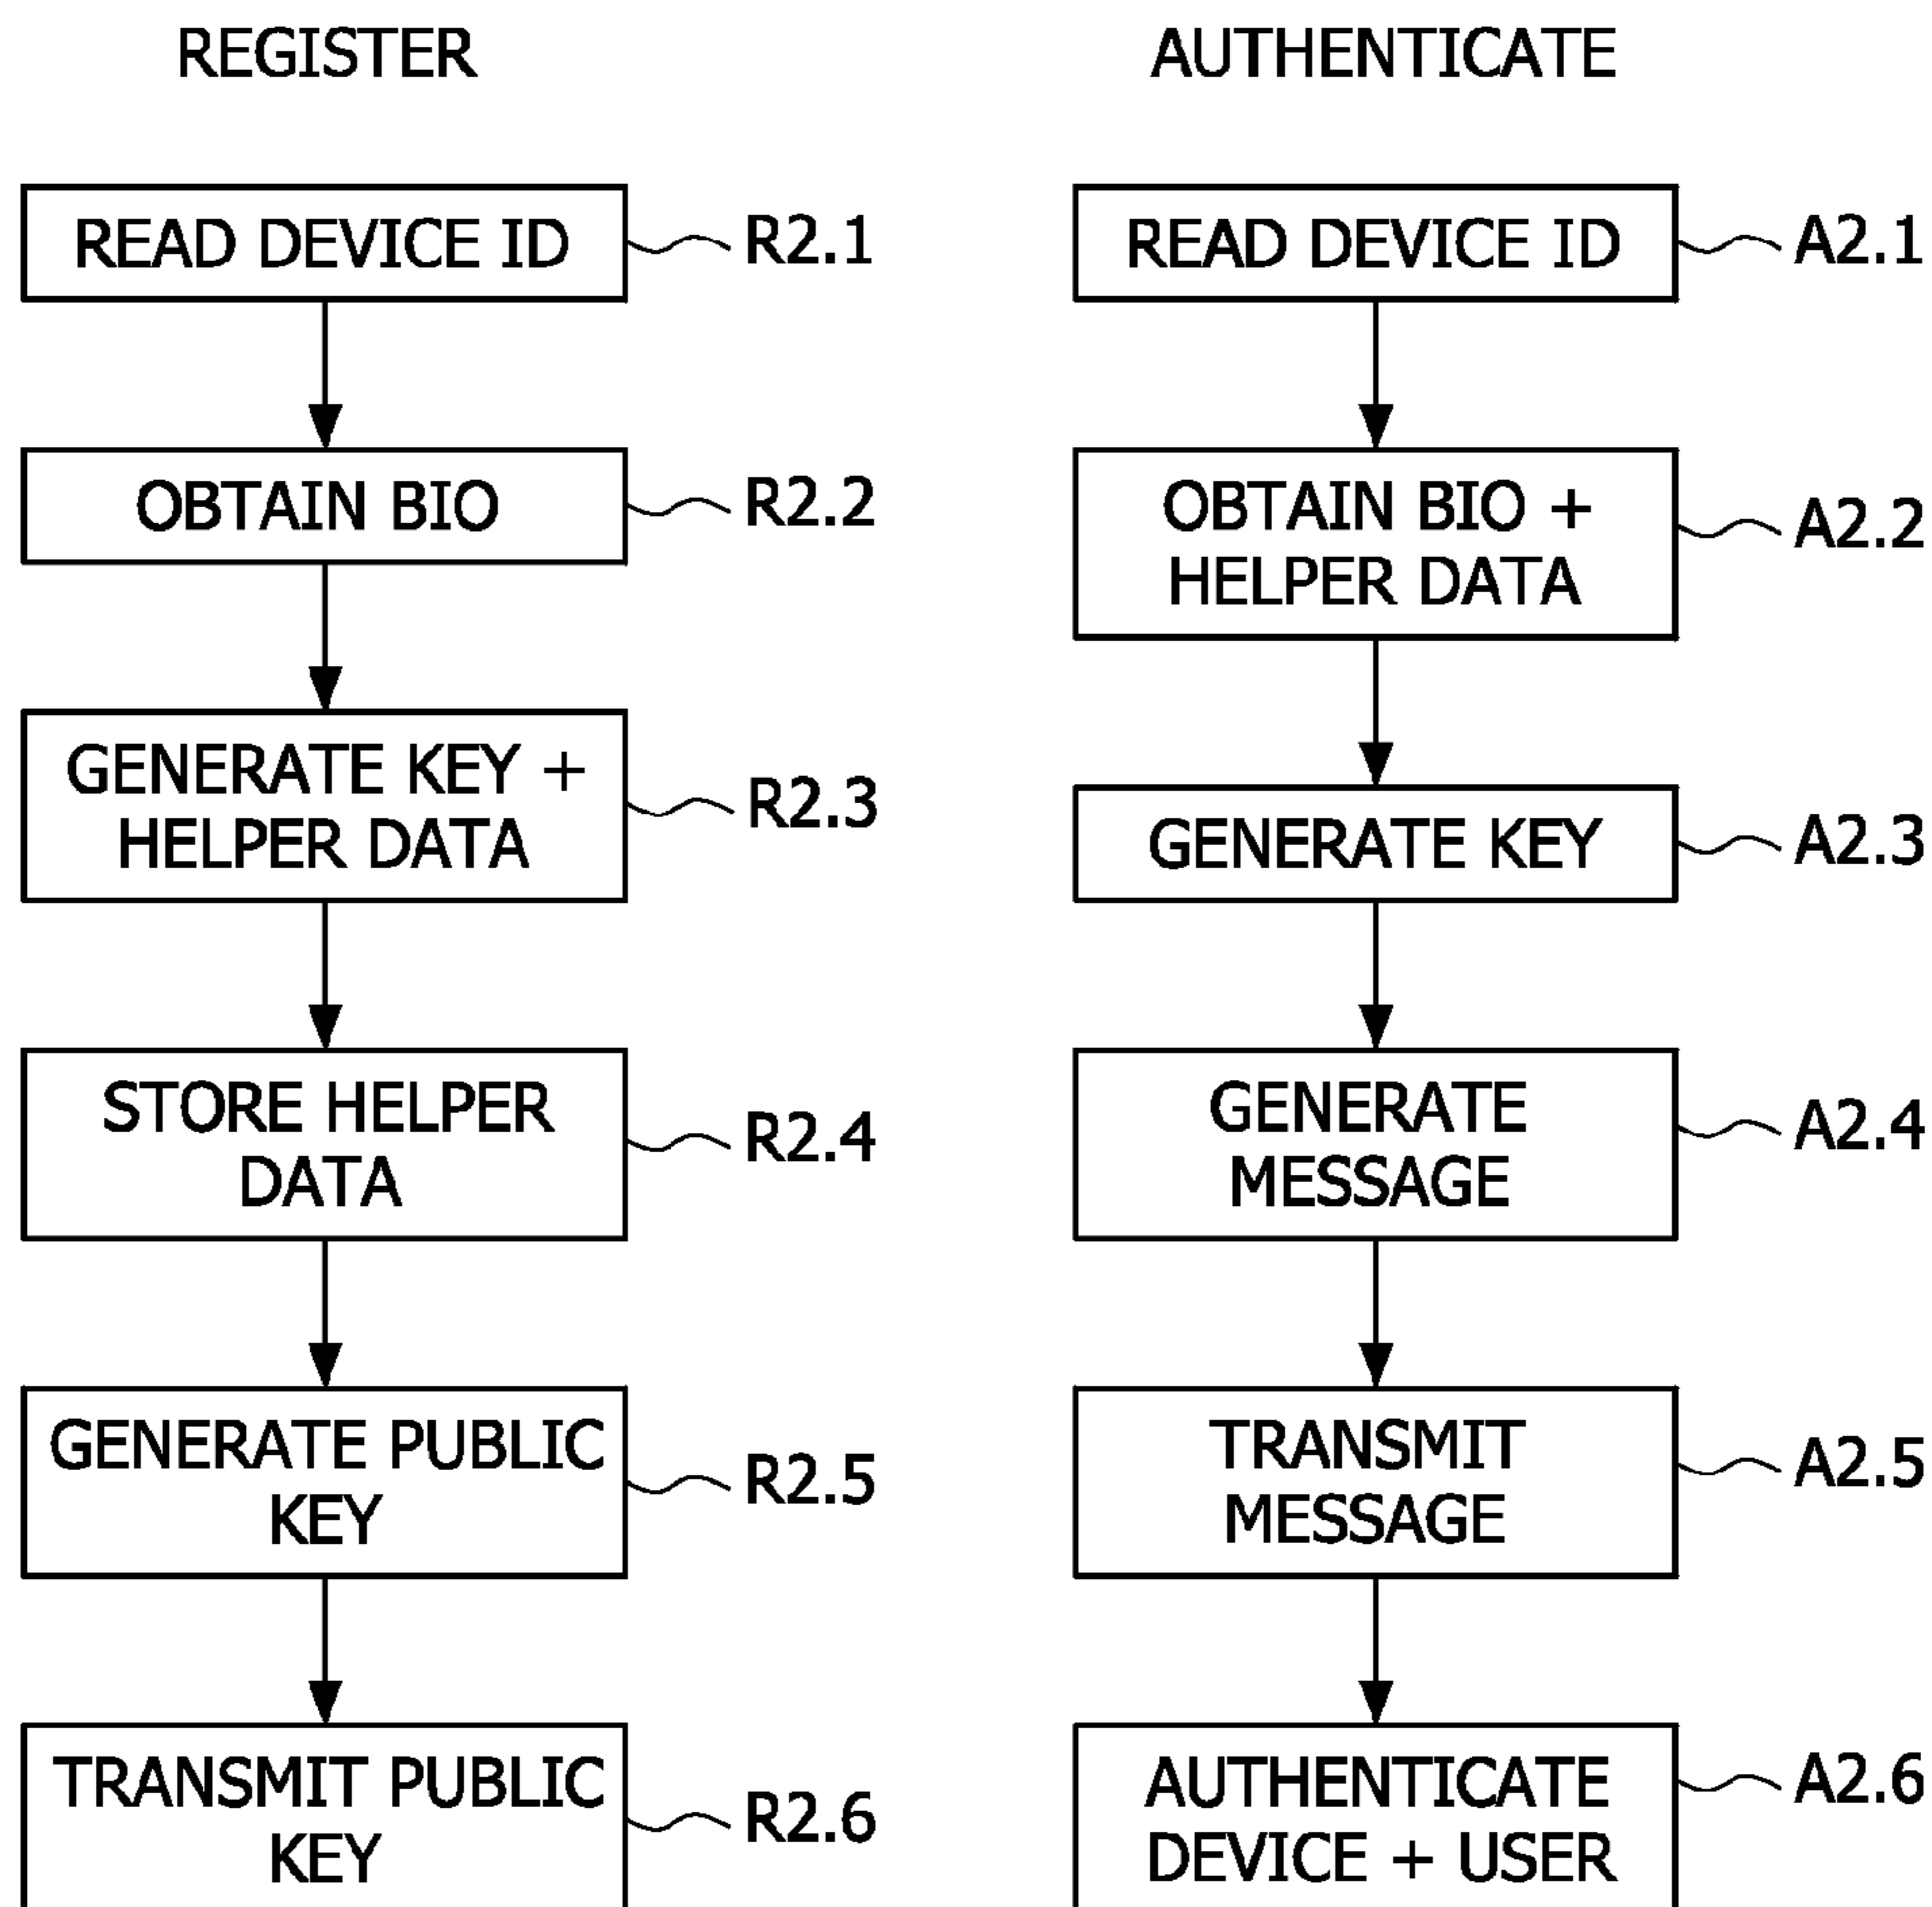 REGISTER
READ DEVICE ID
R2.1
OBTAIN BIO
R2.2
GENERATE KEY +
HELPER DATA
R2.3
STORE HELPER
DATA
R2.4
GENERATE PUBLIC
KEY
R2.5
TRANSMIT PUBLIC
KEY
R2.6
AUTHENTICATE
READ DEVICE ID
A2.1
OBTAIN BIO +
HELPER DATA
A2.2
GENERATE KEY
A2.3
GENERATE
MESSAGE
A2.4
TRANSMIT
MESSAGE
A2.5
AUTHENTICATE
DEVICE + USER
A2.6